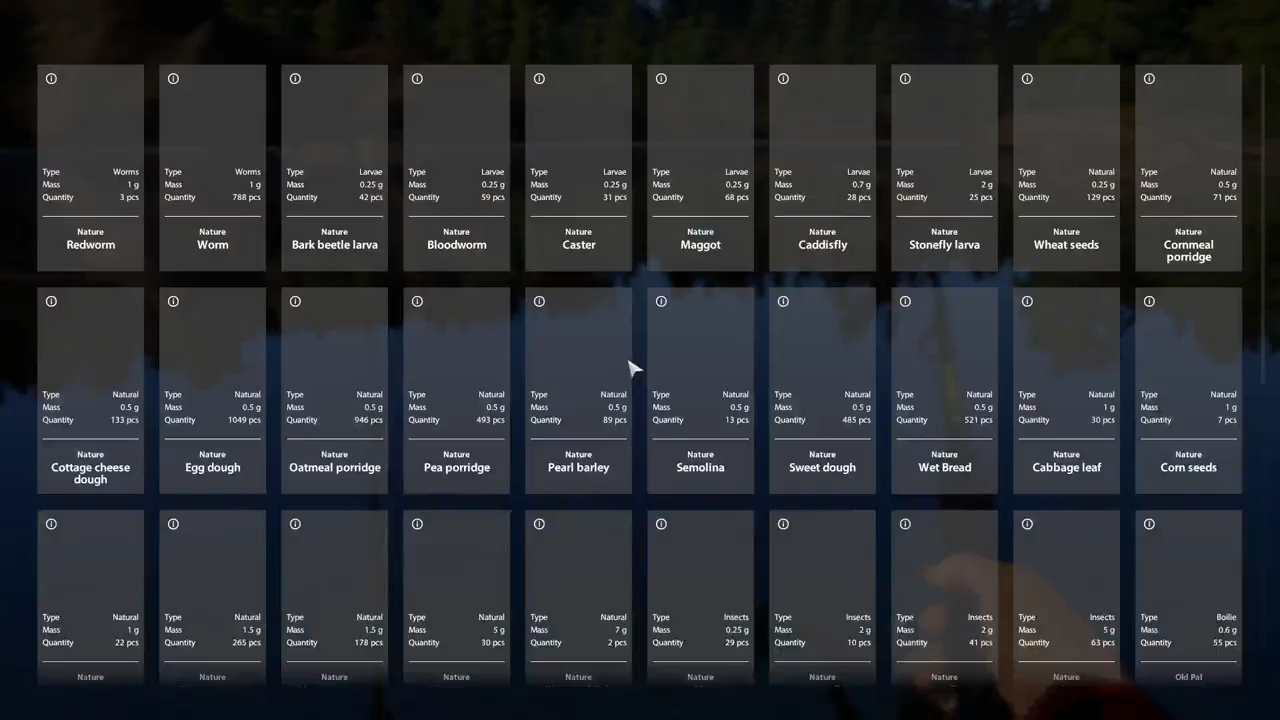 Type Worms
Mass 1 g
Quantity 3 pcs
Nature
Redworm
Type Worms
Mass 1 g
Quantity 788 pcs
Nature
Worm
Type Larvae
Mass 0.25 g
Quantity 42 pcs
Nature
Bark beetle larva
Type Larvae
Mass 0.25 g
Quantity 59 pcs
Nature
Bloodworm
Type Larvae
Mass 0.25 g
Quantity 31 pcs
Nature
Caster
Type Larvae
Mass 0.25 g
Quantity 68 pcs
Nature
Maggot
Type Larvae
Mass 0.7 g
Quantity 28 pcs
Nature
Caddisfly
Type Larvae
Mass 2 g
Quantity 25 pcs
Nature
Stonefly larva
Type Natural
Mass 0.25 g
Quantity 129 pcs
Nature
Wheat seeds
Type Natural
Mass 0.5 g
Quantity 71 pcs
Nature
Cornmeal
porridge
Type Natural
Mass 0.5 g
Quantity 133 pcs
Nature
Cottage cheese
dough
Type Natural
Mass 0.5 g
Quantity 1049 pcs
Nature
Egg dough
Type Natural
Mass 0.5 g
Quantity 946 pcs
Nature
Oatmeal porridge
Type Natural
Mass 0.5 g
Quantity 493 pcs
Nature
Pea porridge
Type Natural
Mass 0.5 g
Quantity 89 pcs
Nature
Pearl barley
Type Natural
Mass 0.5 g
Quantity 13 pcs
Nature
Semolina
Type Natural
Mass 0.5 g
Quantity 485 pcs
Nature
Sweet dough
Type Natural
Mass 0.5 g
Quantity 521 pcs
Nature
Wet Bread
Type Natural
Mass 1 g
Quantity 30 pcs
Nature
Cabbage leaf
Type Natural
Mass 1 g
Quantity 7 pcs
Nature
Corn seeds
Type Natural
Mass 1 g
Quantity 22 pcs
Nature
Type Natural
Mass 1.5 g
Quantity 265 pcs
Nature
Type Natural
Mass 1.5 g
Quantity 178 pcs
Nature
Type Natural
Mass 5 g
Quantity 30 pcs
Nature
Type Natural
Mass 7 g
Quantity 2 pcs
Nature
Type Insects
Mass 0.25 g
Quantity 29 pcs
Nature
Type Insects
Mass 2 g
Quantity 10 pcs
Nature
Type Insects
Mass 2 g
Quantity 41 pcs
Nature
Type Insects
Mass 5 g
Quantity 63 pcs
Nature
Type Boilie
Mass 0.6 g
Quantity 55 pcs
Old Pal